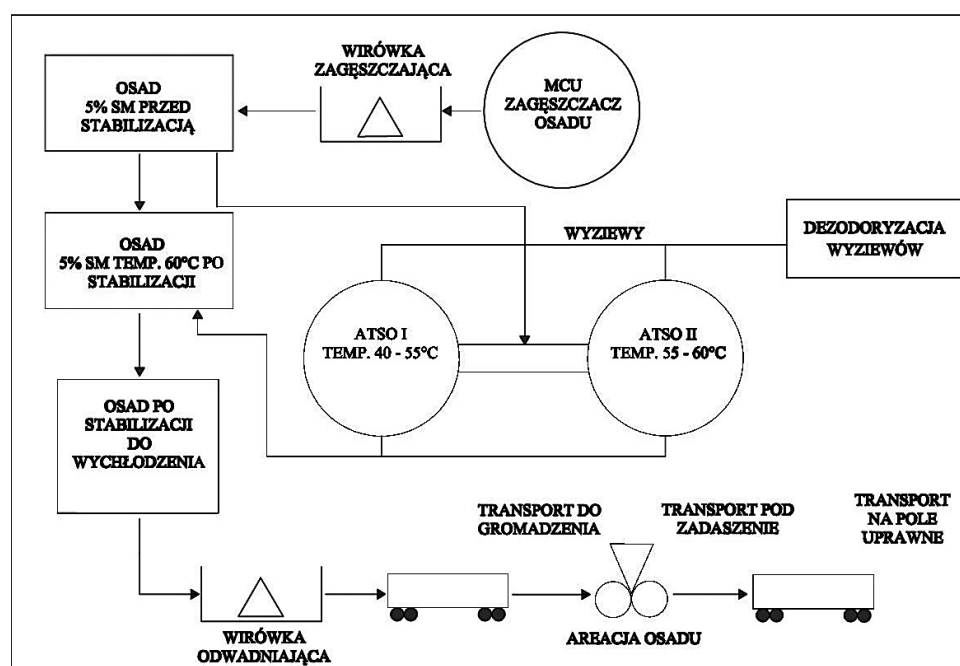 WIRÓWKA
ZAGĘSZCZAJĄCA
MCU
ZAGĘSZCZACZ
OSADU
OSAD
5% SM PRZED
STABILIZACJĄ
OSAD
5% SM TEMP. 60°C PO
STABILIZACJI
WYZIEWY
DEZODORYZACJA
WYZIEWÓW
ATSO I
TEMP. 40 - 55°C
ATSO II
TEMP. 55 - 60°C
OSAD PO
STABILIZACJI
DO
WYCHŁODZENIA
TRANSPORT DO
GROMADZENIA
TRANSPORT POD
ZADASZENIE
TRANSPORT
NA POLE
UPRAWNE
WIRÓWKA
ODWADNIAJĄCA
AREACJA OSADU